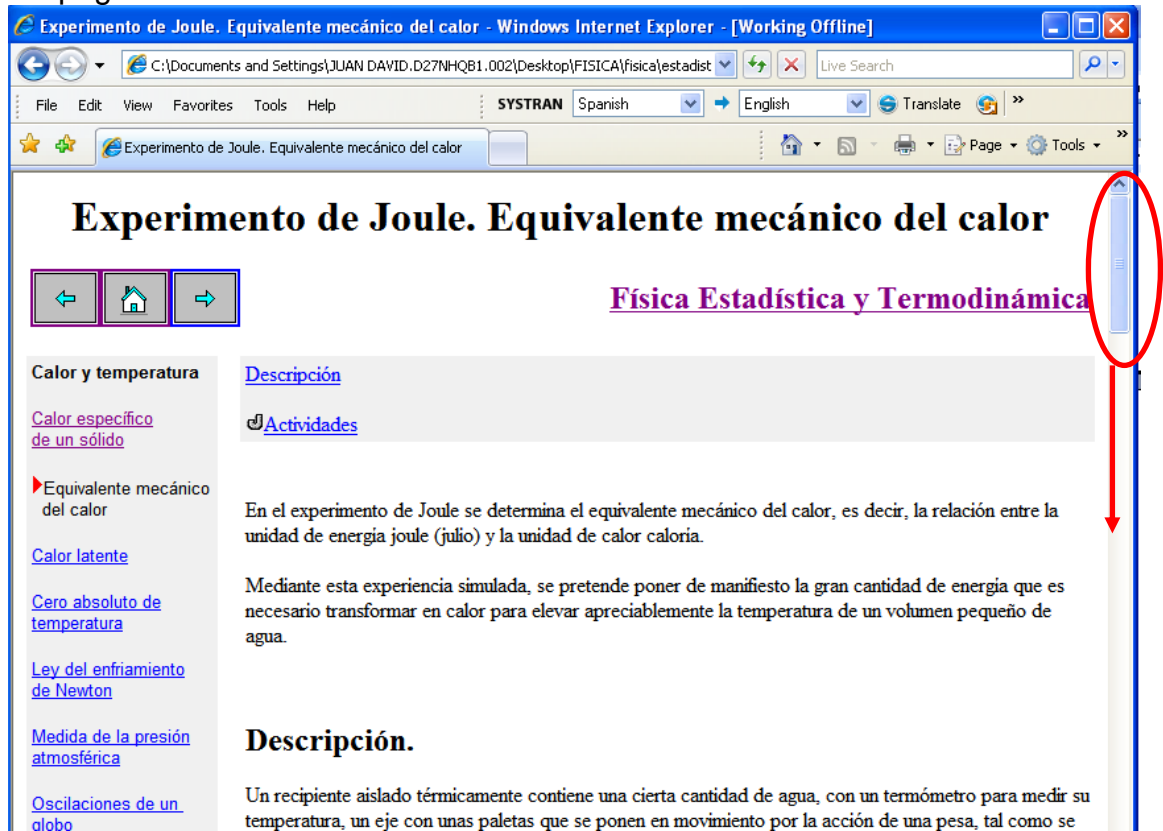 Experimento de Joule. Equivalente mecánico del calor - Windows Internet Explorer - [Working Offline]
C:\Documents and Settings\JUAN DAVID.D27NHQB1.002\Desktop\FISICA\fisica\estadist
Live Search
File Edit View Favorites Tools Help SYSTRAN Spanish English Translate »
Experimento de Joule. Equivalente mecánico del calor
Page Tools »
Experimento de Joule. Equivalente mecánico del calor
Física Estadística y Termodinámica
Calor y temperatura
Calor específico
de un sólido
Equivalente mecánico
del calor
Calor latente
Cero absoluto de
temperatura
Ley del enfriamiento
de Newton
Medida de la presión
atmosférica
Oscilaciones de un
globo
Descripción
Actividades
En el experimento de Joule se determina el equivalente mecánico del calor, es decir, la relación entre la
unidad de energía joule (julio) y la unidad de calor caloría.
Mediante esta experiencia simulada, se pretende poner de manifiesto la gran cantidad de energía que es
necesario transformar en calor para elevar apreciablemente la temperatura de un volumen pequeño de
agua.
Descripción.
Un recipiente aislado térmicamente contiene una cierta cantidad de agua, con un termómetro para medir su
temperatura, un eje con unas paletas que se ponen en movimiento por la acción de una pesa, tal como se